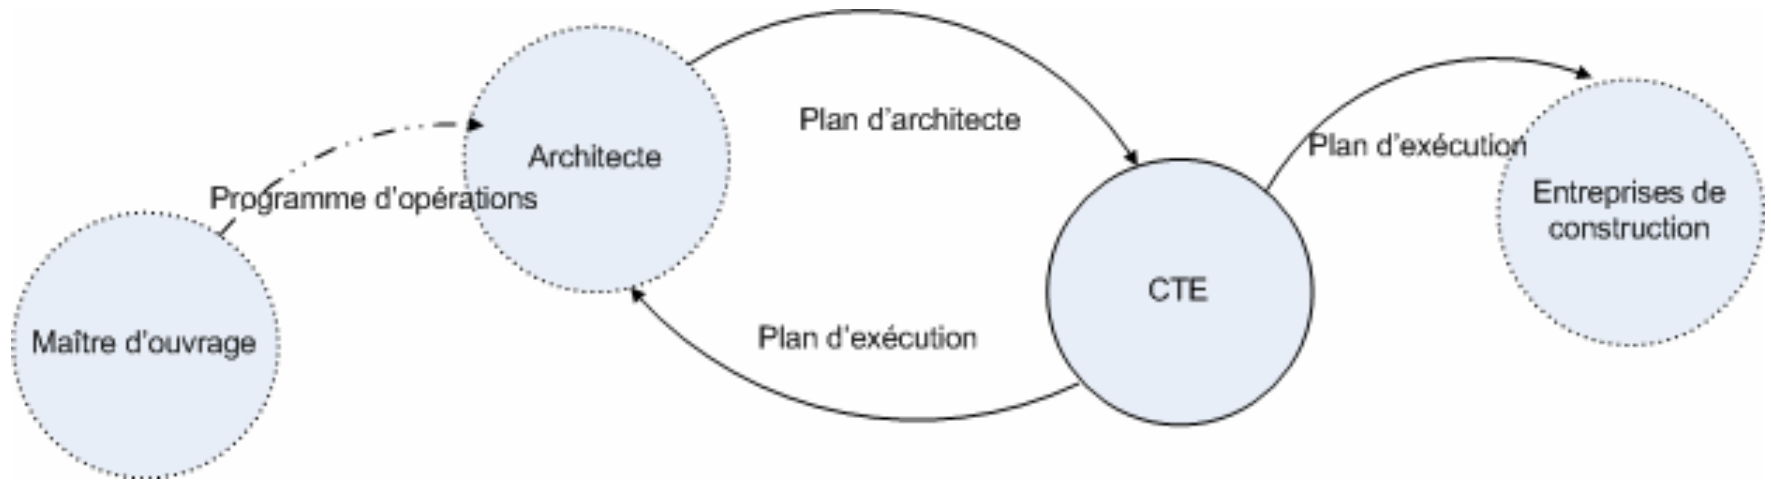 Maître d'ouvrage
Programme d'opérations
Architecte
Plan d'architecte
Plan d'exécution
CTE
Plan d'exécution
Entreprises de
construction